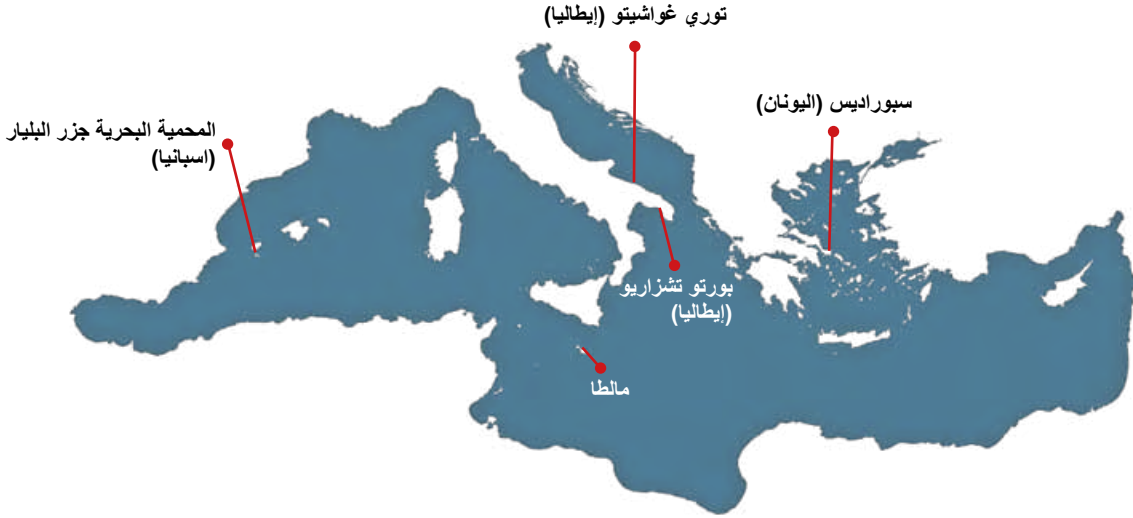 توري غواشيتو (إيطاليا)
سبوراديس (اليونان)
المحمية البحرية جزر البليار
(اسبانيا)
بورتو تشزاريو
(إيطاليا)
مالطا